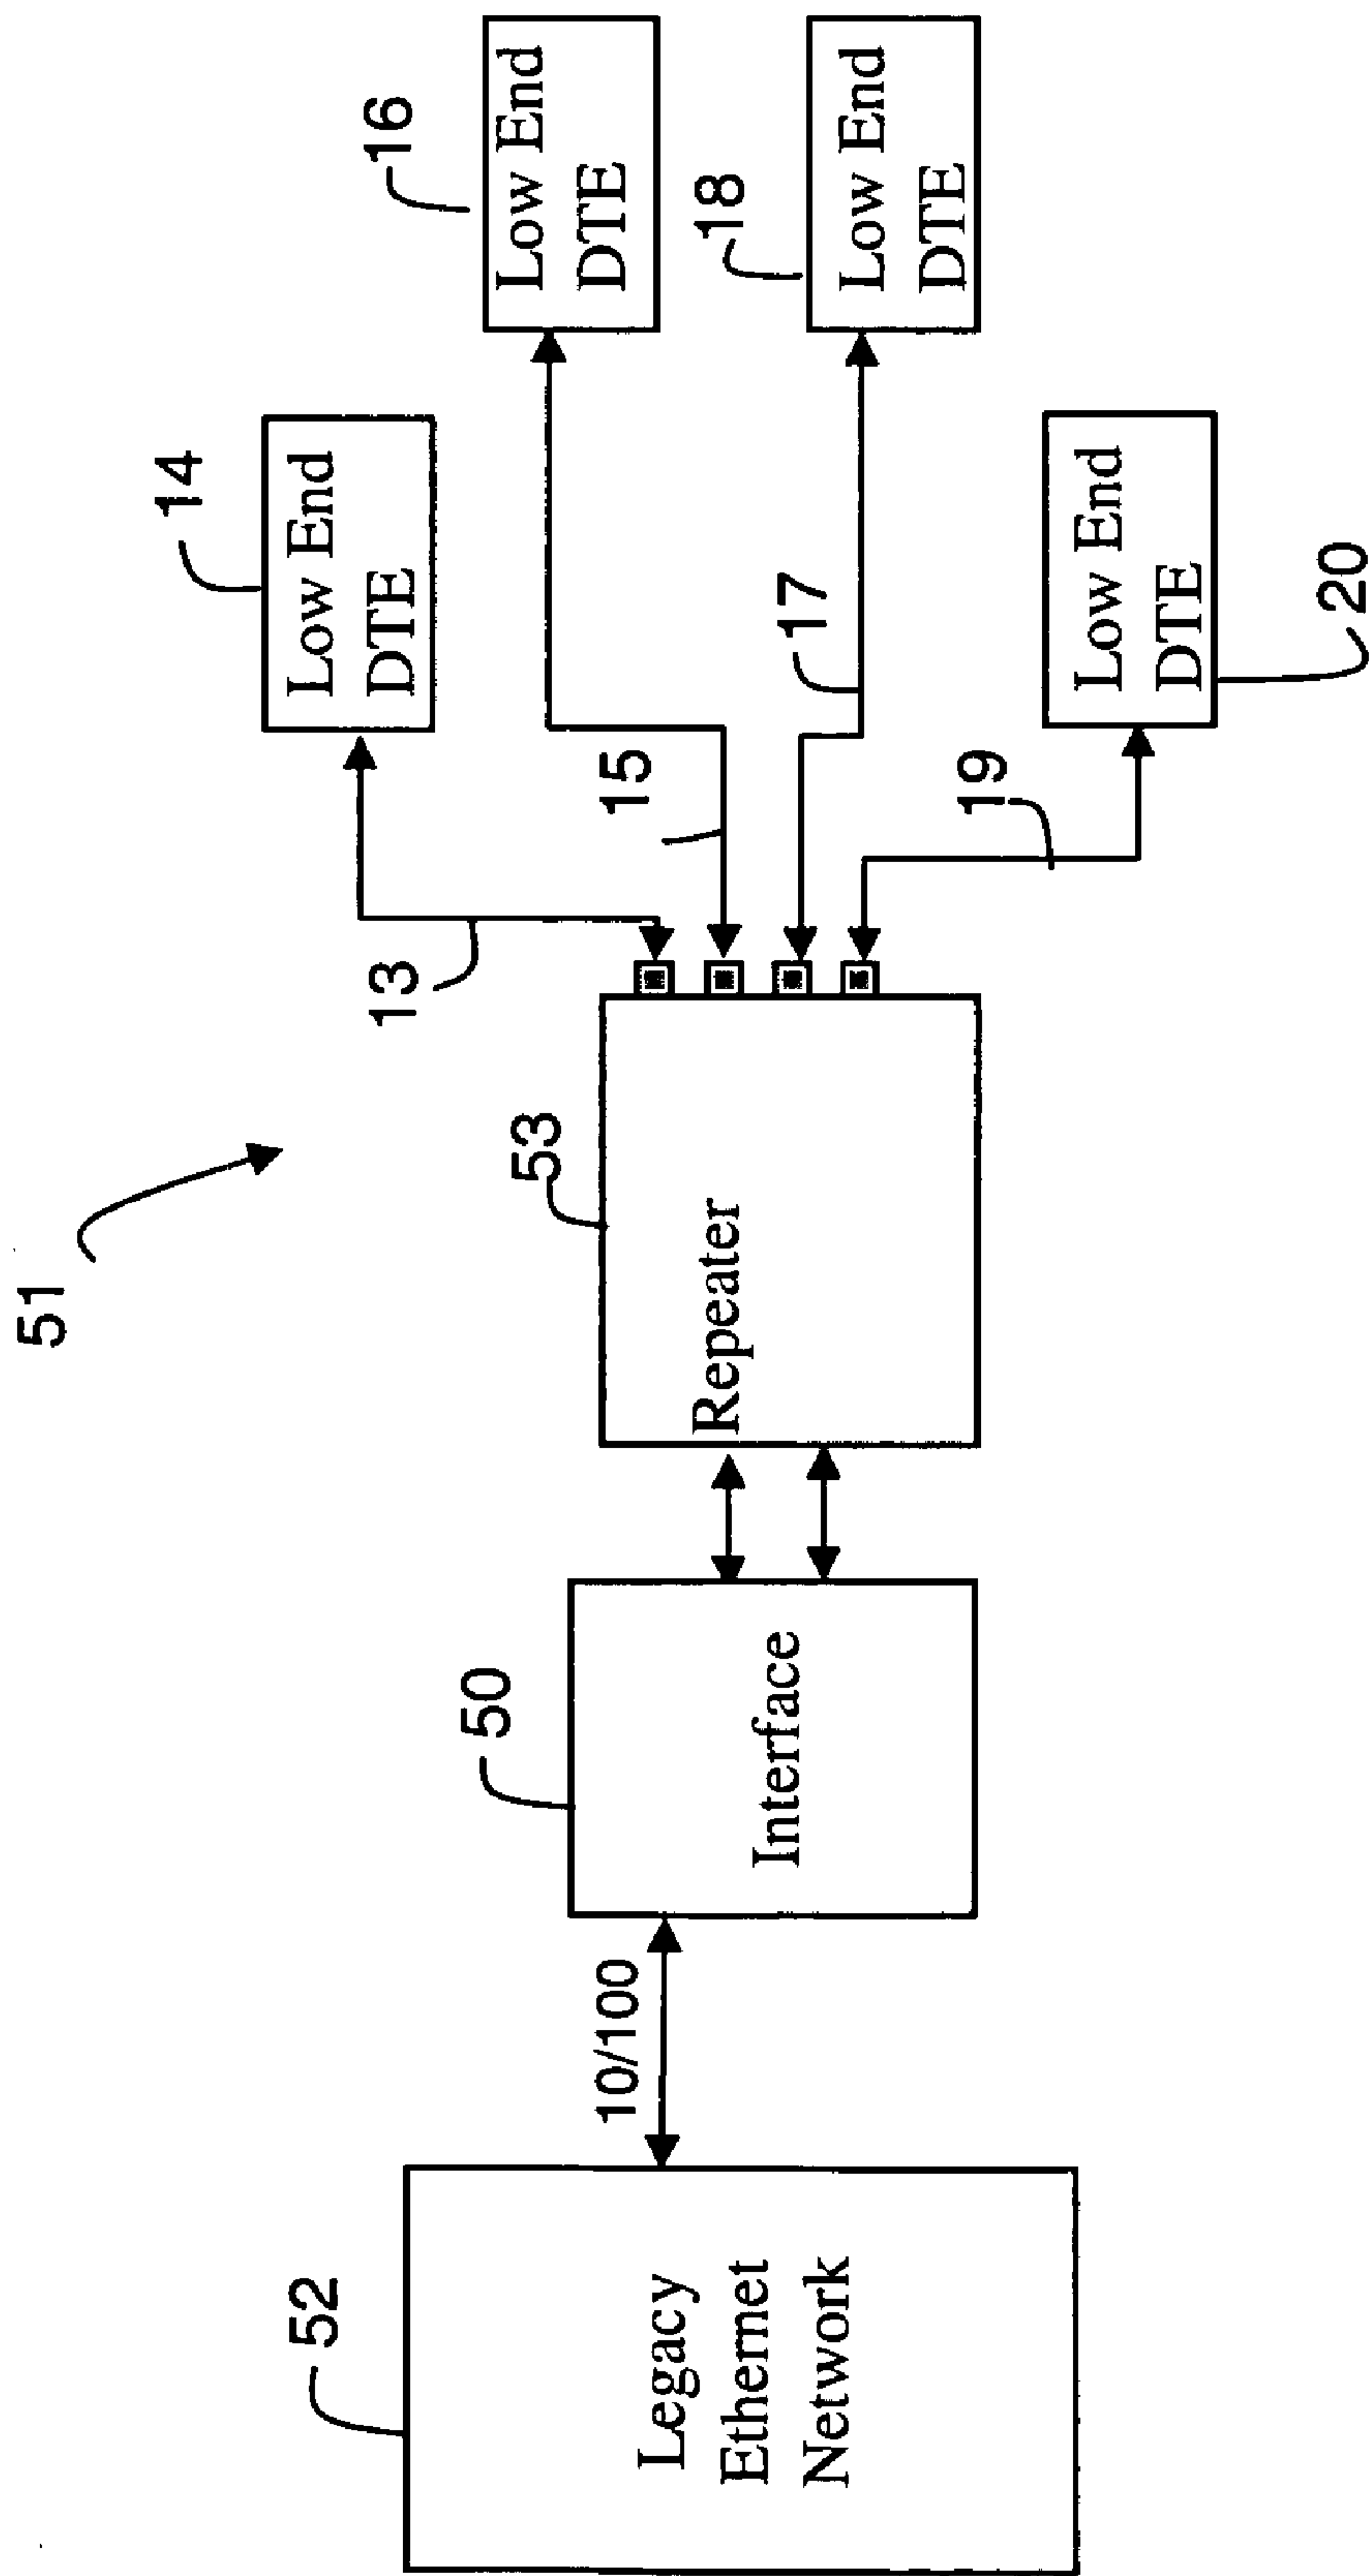 51
14
Low End
DTE
16
Low End
DTE
13
15
18
Low End
DTE
17
19
Low End
DTE
20
53
Repeater
50
Interface
10/100
52
Legacy
Ethernet
Network